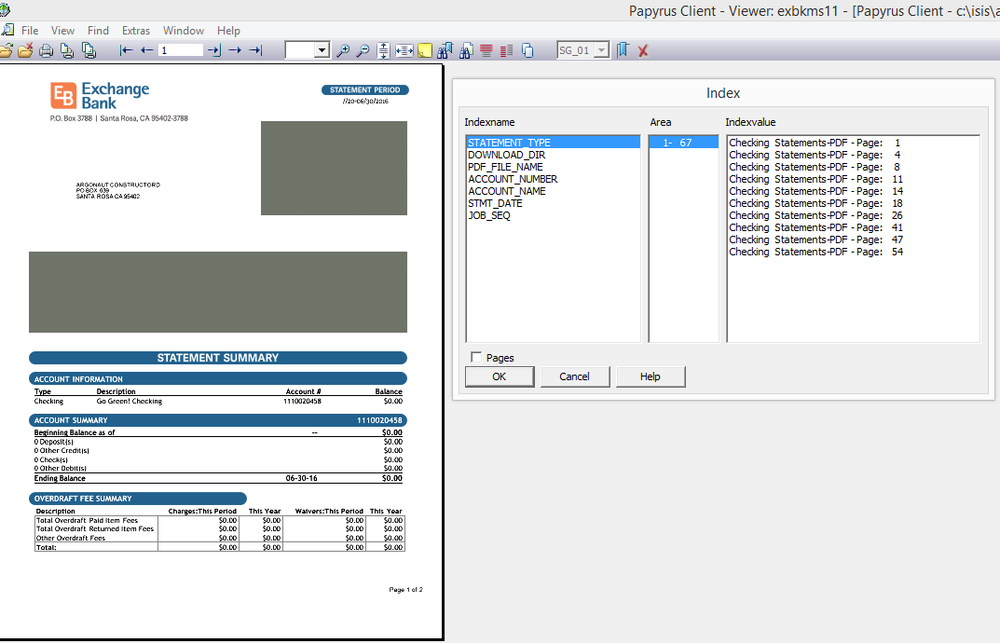 Papyrus Client - Viewer: exbkms11 - [Papyrus Client - c:\isis\a
File View Find Extras Window Help
1 SG_01
EB Exchange Bank
P.O. Box 3788 | Santa Rosa, CA 95402-3788
STATEMENT PERIOD
//20-06/30/2016
ARGONAUT CONSTRUCTORD
PO BOX 639
SANTA ROSA CA 95402
STATEMENT SUMMARY
ACCOUNT INFORMATION
Type Description Account # Balance
Checking Go Green! Checking 1110020458 $0.00
ACCOUNT SUMMARY 1110020458
Beginning Balance as of -- $0.00
0 Deposit(s) $0.00
0 Other Credit(s) $0.00
0 Check(s) $0.00
0 Other Debit(s) $0.00
Ending Balance 06-30-16 $0.00
OVERDRAFT FEE SUMMARY
Description Charges:This Period This Year Waivers:This Period This Year
Total Overdraft Paid Item Fees $0.00 $0.00 $0.00 $0.00
Total Overdraft Returned Item Fees $0.00 $0.00 $0.00 $0.00
Other Overdraft Fees $0.00 $0.00 $0.00 $0.00
Total: $0.00 $0.00 $0.00 $0.00
Page 1 of 2
Index
Indexname Area Indexvalue
STATEMENT_TYPE 1- 67 Checking Statements-PDF - Page: 1
DOWNLOAD_DIR Checking Statements-PDF - Page: 4
PDF_FILE_NAME Checking Statements-PDF - Page: 8
ACCOUNT_NUMBER Checking Statements-PDF - Page: 11
ACCOUNT_NAME Checking Statements-PDF - Page: 14
STMT_DATE Checking Statements-PDF - Page: 18
JOB_SEQ Checking Statements-PDF - Page: 26
Checking Statements-PDF - Page: 41
Checking Statements-PDF - Page: 47
Checking Statements-PDF - Page: 54
Pages
OK Cancel Help